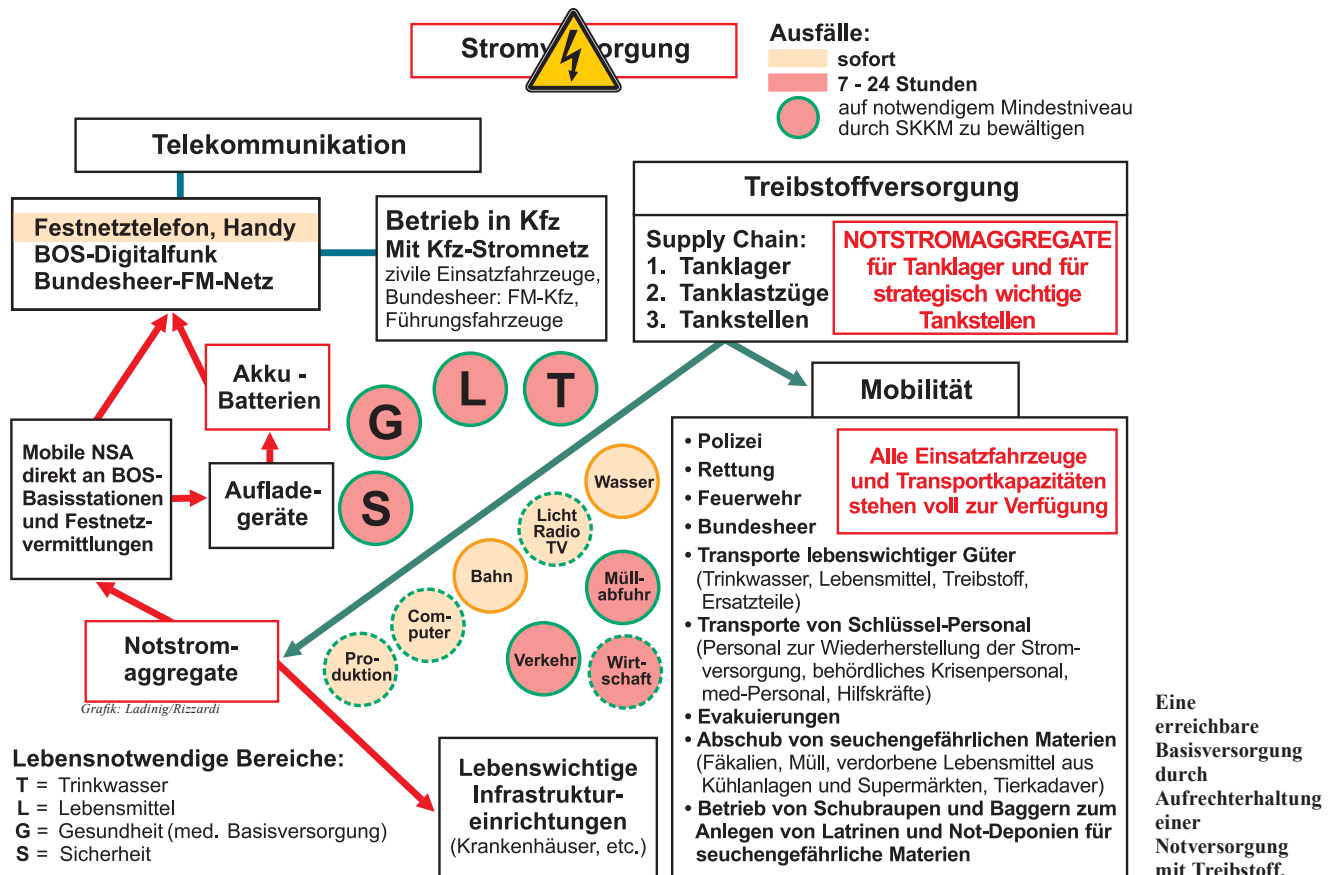 Stromv orgung
Ausfälle:
sofort
7 - 24 Stunden
auf notwendigem Mindestniveau
durch SKKM zu bewältigen
Telekommunikation
Festnetztelefon, Handy
BOS-Digitalfunk
Bundesheer-FM-Netz
Betrieb in Kfz
Mit Kfz-Stromnetz
zivile Einsatzfahrzeuge,
Bundesheer: FM-Kfz,
Führungsfahrzeuge
Treibstoffversorgung
Supply Chain:
1. Tanklager
2. Tanklastzüge
3. Tankstellen
NOTSTROMAGGREGATE
für Tanklager und für
strategisch wichtige
Tankstellen
Akku -
Batterien
Mobile NSA
direkt an BOS-
Basisstationen
und Festnetz-
vermittlungen
Auflade-
geräte
G
L
T
S
Wasser
Licht
Radio
TV
Bahn
Com-
puter
Pro-
duktion
Müll-
abfuhr
Verkehr
Wirt-
schaft
Mobilität
• Polizei
• Rettung
• Feuerwehr
• Bundesheer
Alle Einsatzfahrzeuge
und Transportkapazitäten
stehen voll zur Verfügung
• Transporte lebenswichtiger Güter
(Trinkwasser, Lebensmittel, Treibstoff,
Ersatzteile)
• Transporte von Schlüssel-Personal
(Personal zur Wiederherstellung der Strom-
versorgung, behördliches Krisenpersonal,
med-Personal, Hilfskräfte)
• Evakuierungen
• Abschub von seuchengefährlichen Materien
(Fäkalien, Müll, verdorbene Lebensmittel aus
Kühlanlagen und Supermärkten, Tierkadaver)
• Betrieb von Schubraupen und Baggern zum
Anlegen von Latrinen und Not-Deponien für
seuchengefährliche Materien
Notstrom-
aggregate
Grafik: Ladinig/Rizzardi
Lebensnotwendige Bereiche:
T = Trinkwasser
L = Lebensmittel
G = Gesundheit (med. Basisversorgung)
S = Sicherheit
Lebenswichtige
Infrastruktur-
einrichtungen
(Krankenhäuser, etc.)
Eine
erreichbare
Basisversorgung
durch
Aufrechterhaltung
einer
Notversorgung
mit Treibstoff.